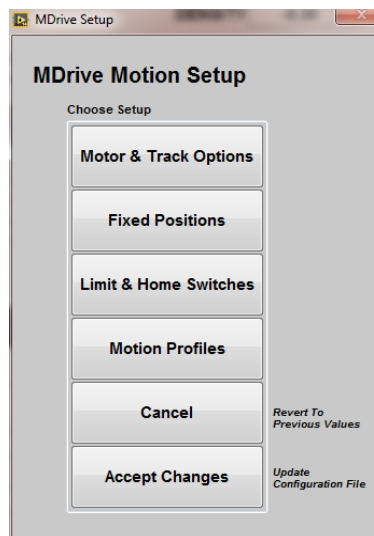 MDrive Setup
MDrive Motion Setup
Choose Setup
Motor & Track Options
Fixed Positions
Limit & Home Switches
Motion Profiles
Cancel
Revert To
Previous Values
Accept Changes
Update
Configuration File